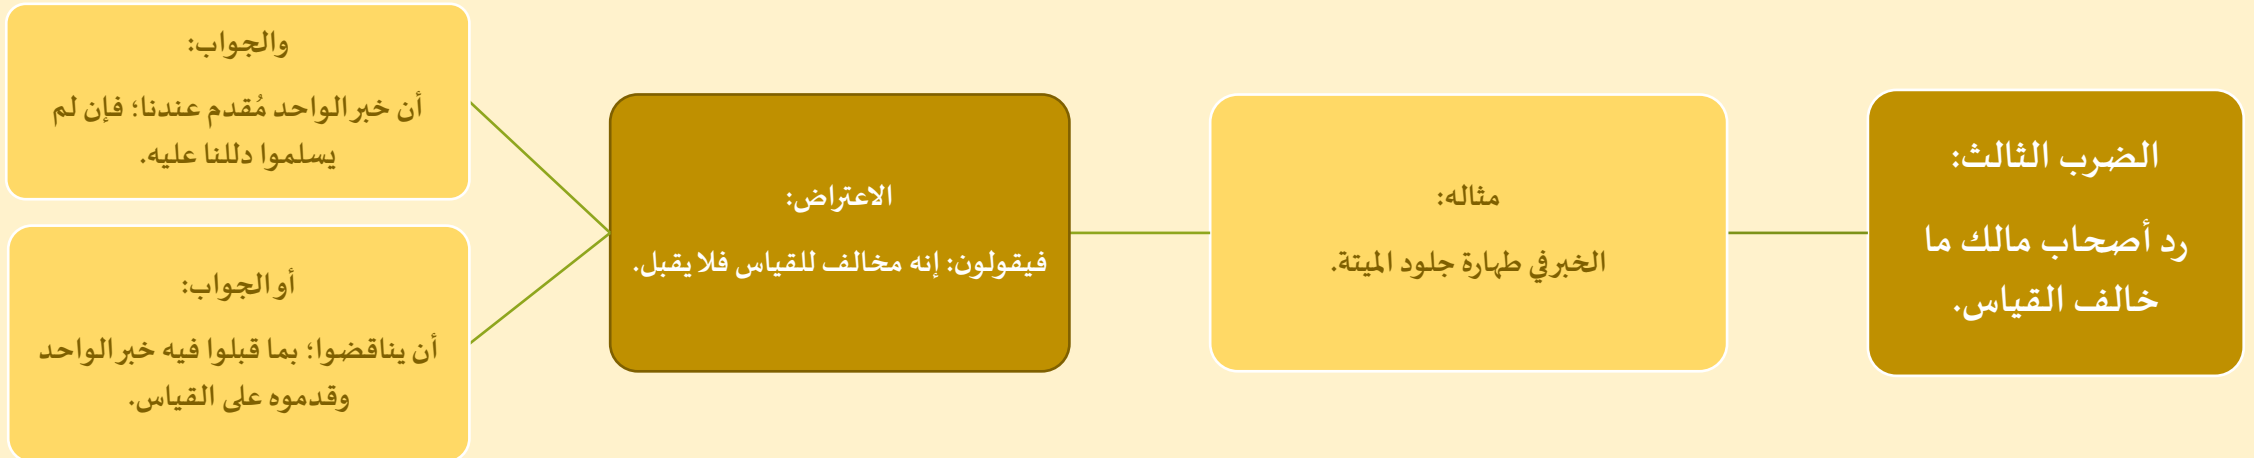 الضرب الثالث:
رد أصحاب مالك ما
خالف القياس.
مثاله:
الخبر في طهارة جلود الميتة.
الاعتراض:
فيقولون: إنه مخالف للقياس فلا يقبل.
والجواب:
أن خبر الواحد مُقدم عندنا؛ فإن لم
يسلموا دللنا عليه.
أو الجواب:
أن يناقضوا؛ بما قبلوا فيه خبر الواحد
وقدموه على القياس.